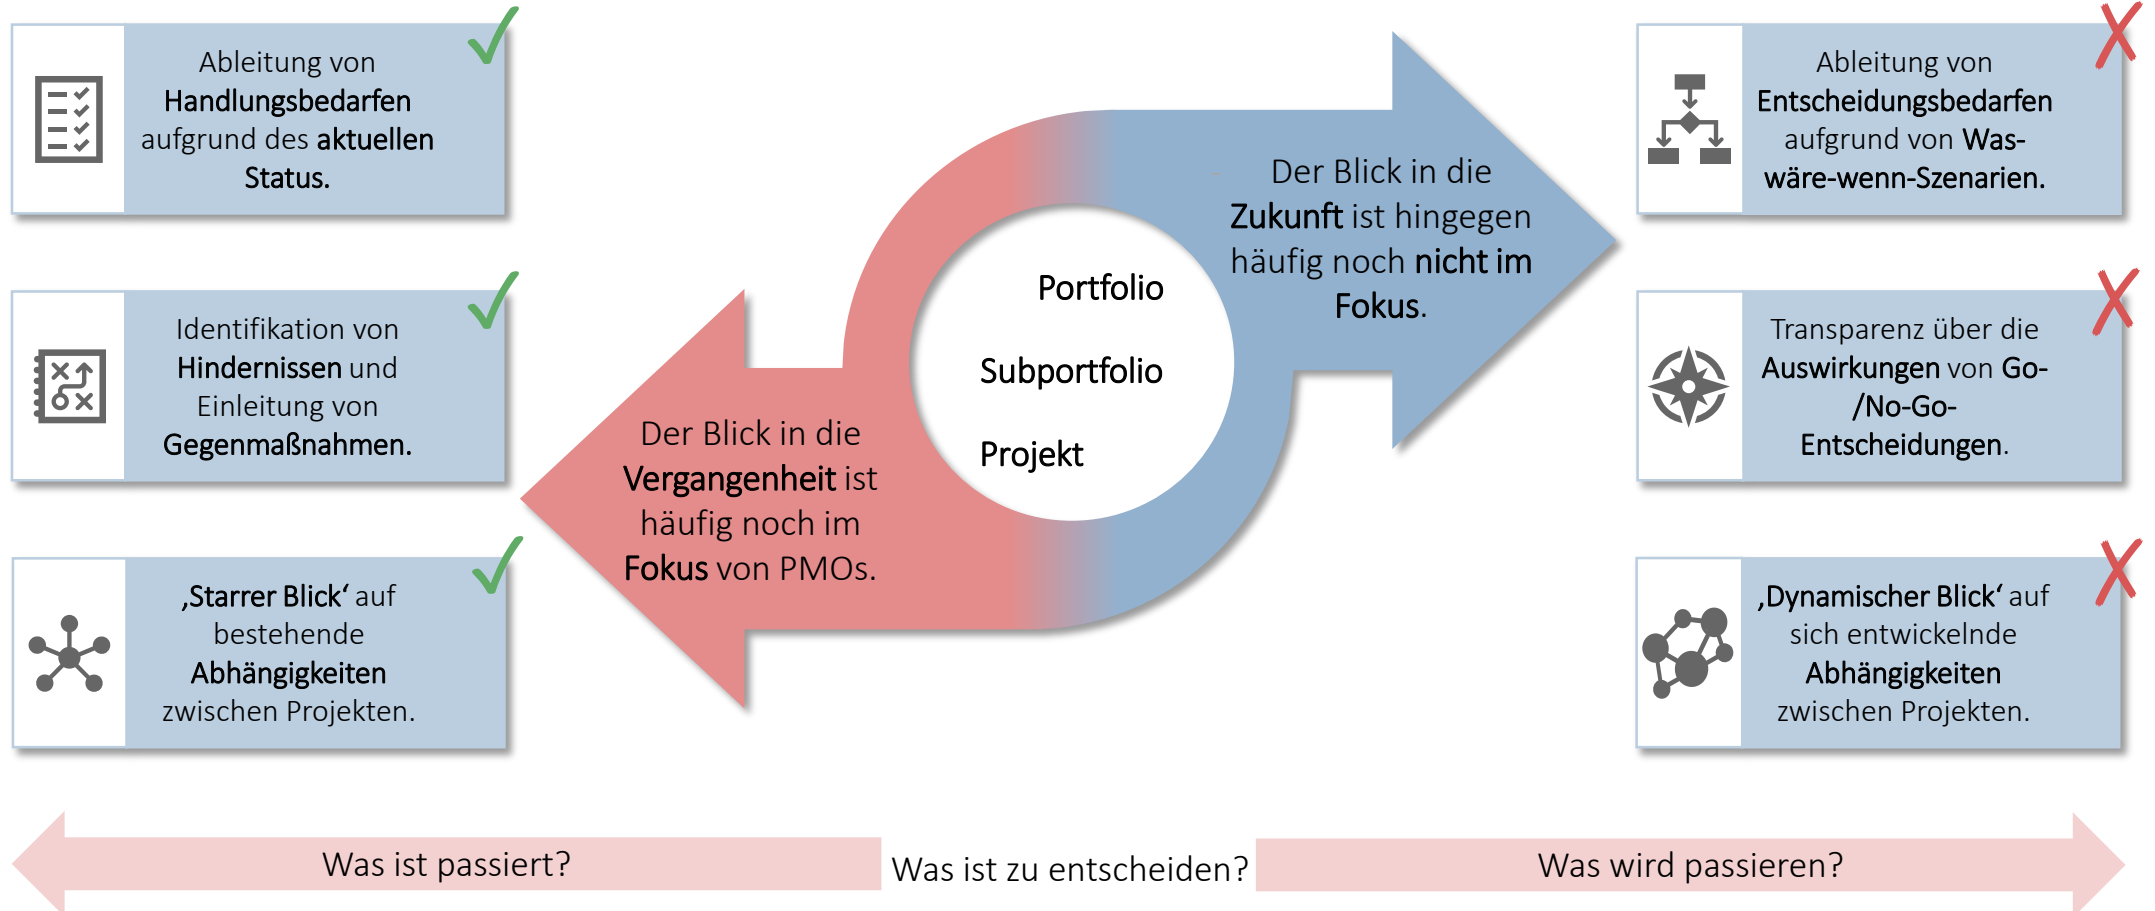 Ableitung von
Handlungsbedarfen
aufgrund des aktuellen
Status.
Identifikation von
Hindernissen und
Einleitung von
Gegenmaßnahmen.
‚Starrer Blick‘ auf
bestehende
Abhängigkeiten
zwischen Projekten.
Der Blick in die
Vergangenheit ist
häufig noch im
Fokus von PMOs.
Portfolio
Subportfolio
Projekt
Der Blick in die
Zukunft ist hingegen
häufig noch nicht im
Fokus.
Ableitung von
Entscheidungsbedarfen
aufgrund von Was-
wäre-wenn-Szenarien.
Transparenz über die
Auswirkungen von Go-
/No-Go-
Entscheidungen.
‚Dynamischer Blick‘ auf
sich entwickelnde
Abhängigkeiten
zwischen Projekten.
Was ist passiert?
Was ist zu entscheiden?
Was wird passieren?